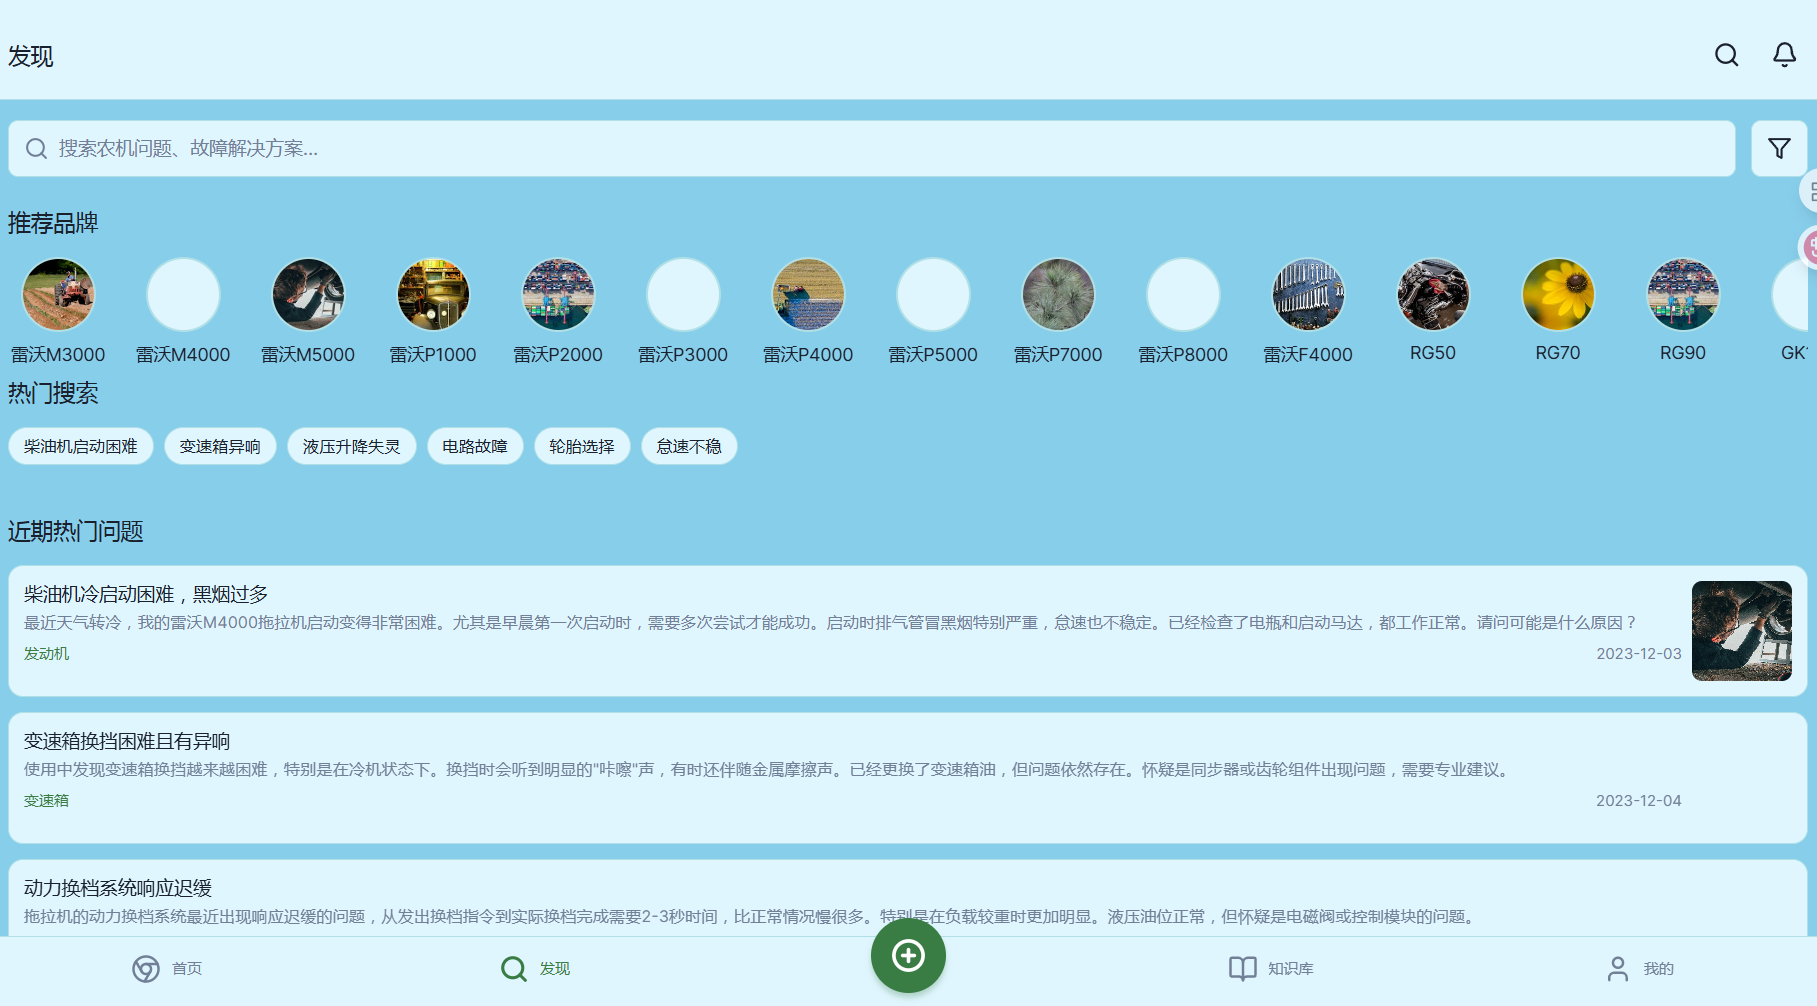 发现
搜索农机问题、故障解决方案...
推荐品牌
雷沃M3000 雷沃M4000 雷沃M5000 雷沃P1000 雷沃P2000 雷沃P3000 雷沃P4000 雷沃P5000 雷沃P7000 雷沃P8000 雷沃F4000 RG50 RG70 RG90 GK
热门搜索
柴油机启动困难 变速箱异响 液压升降失灵 电路故障 轮胎选择 怠速不稳
近期热门问题
柴油机冷启动困难，黑烟过多
最近天气转冷，我的雷沃M4000拖拉机启动变得非常困难。尤其是早晨第一次启动时，需要多次尝试才能成功。启动时排气管冒黑烟特别严重，怠速也不稳定。已经检查了电瓶和启动马达，都工作正常。请问可能是什么原因？
发动机 2023-12-03
变速箱换挡困难且有异响
使用中发现变速箱换挡越来越困难，特别是在冷机状态下。换挡时会听到明显的"咔嚓"声，有时还伴随金属摩擦声。已经更换了变速箱油，但问题依然存在。怀疑是同步器或齿轮组件出现问题，需要专业建议。
变速箱 2023-12-04
动力换档系统响应迟缓
拖拉机的动力换档系统最近出现响应迟缓的问题，从发出换档指令到实际换档完成需要2-3秒时间，比正常情况慢很多。特别是在负载较重时更加明显。液压油位正常，但怀疑是电磁阀或控制模块的问题。
首页 发现 知识库 我的